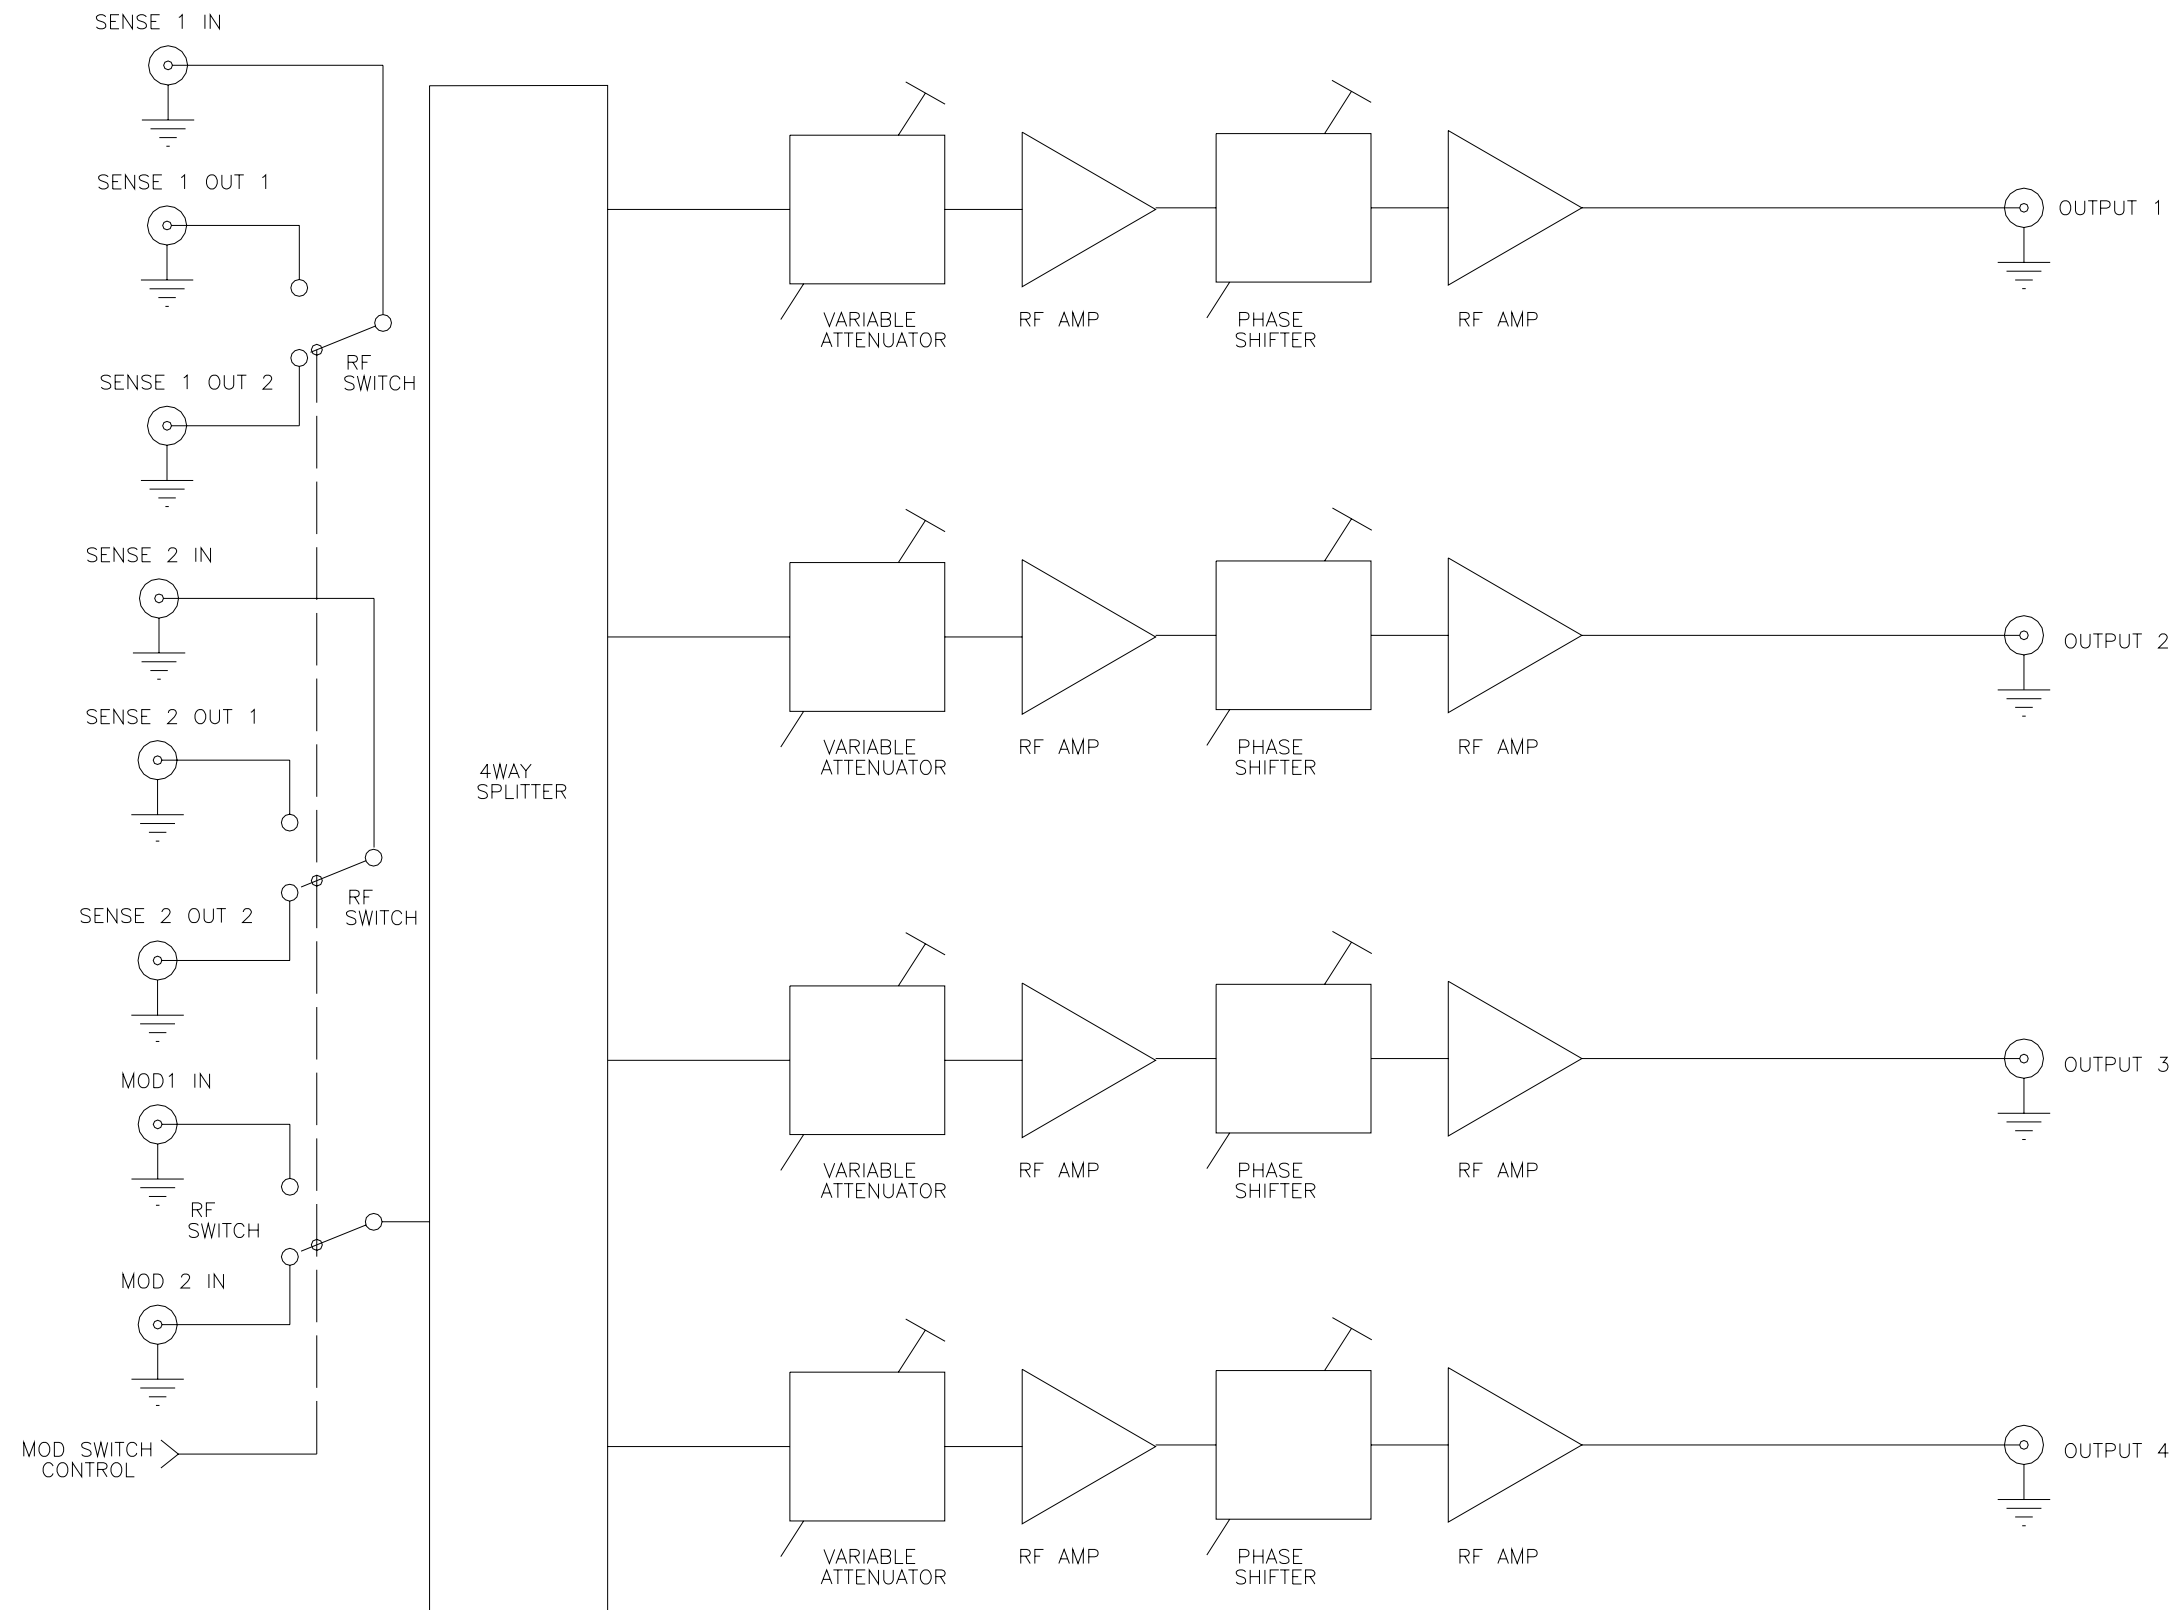 SENSE 1 IN
SENSE 1 OUT 1
RF
SWITCH
SENSE 1 OUT 2
SENSE 2 IN
SENSE 2 OUT 1
RF
SWITCH
SENSE 2 OUT 2
MOD1 IN
RF
SWITCH
MOD 2 IN
MOD SWITCH
CONTROL
4WAY
SPLITTER
VARIABLE
ATTENUATOR
RF AMP
PHASE
SHIFTER
RF AMP
OUTPUT 1
VARIABLE
ATTENUATOR
RF AMP
PHASE
SHIFTER
RF AMP
OUTPUT 2
VARIABLE
ATTENUATOR
RF AMP
PHASE
SHIFTER
RF AMP
OUTPUT 3
VARIABLE
ATTENUATOR
RF AMP
PHASE
SHIFTER
RF AMP
OUTPUT 4